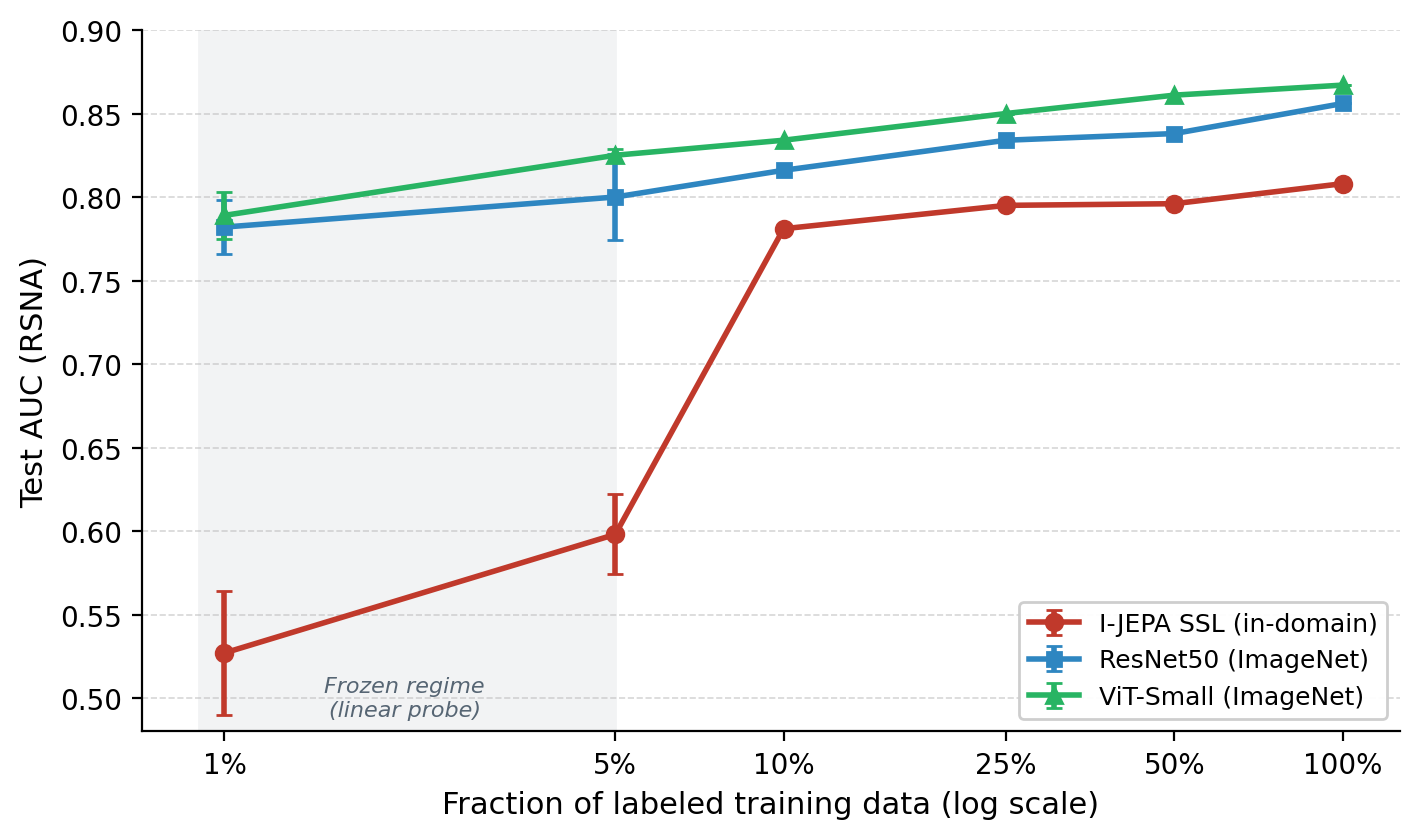 0.90
0.85
0.80
0.75
0.70
0.65
0.60
0.55
0.50
Test AUC (RSNA)
Frozen regime
(linear probe)
I-JEPA SSL (in-domain)
ResNet50 (ImageNet)
ViT-Small (ImageNet)
1% 5% 10% 25% 50% 100%
Fraction of labeled training data (log scale)